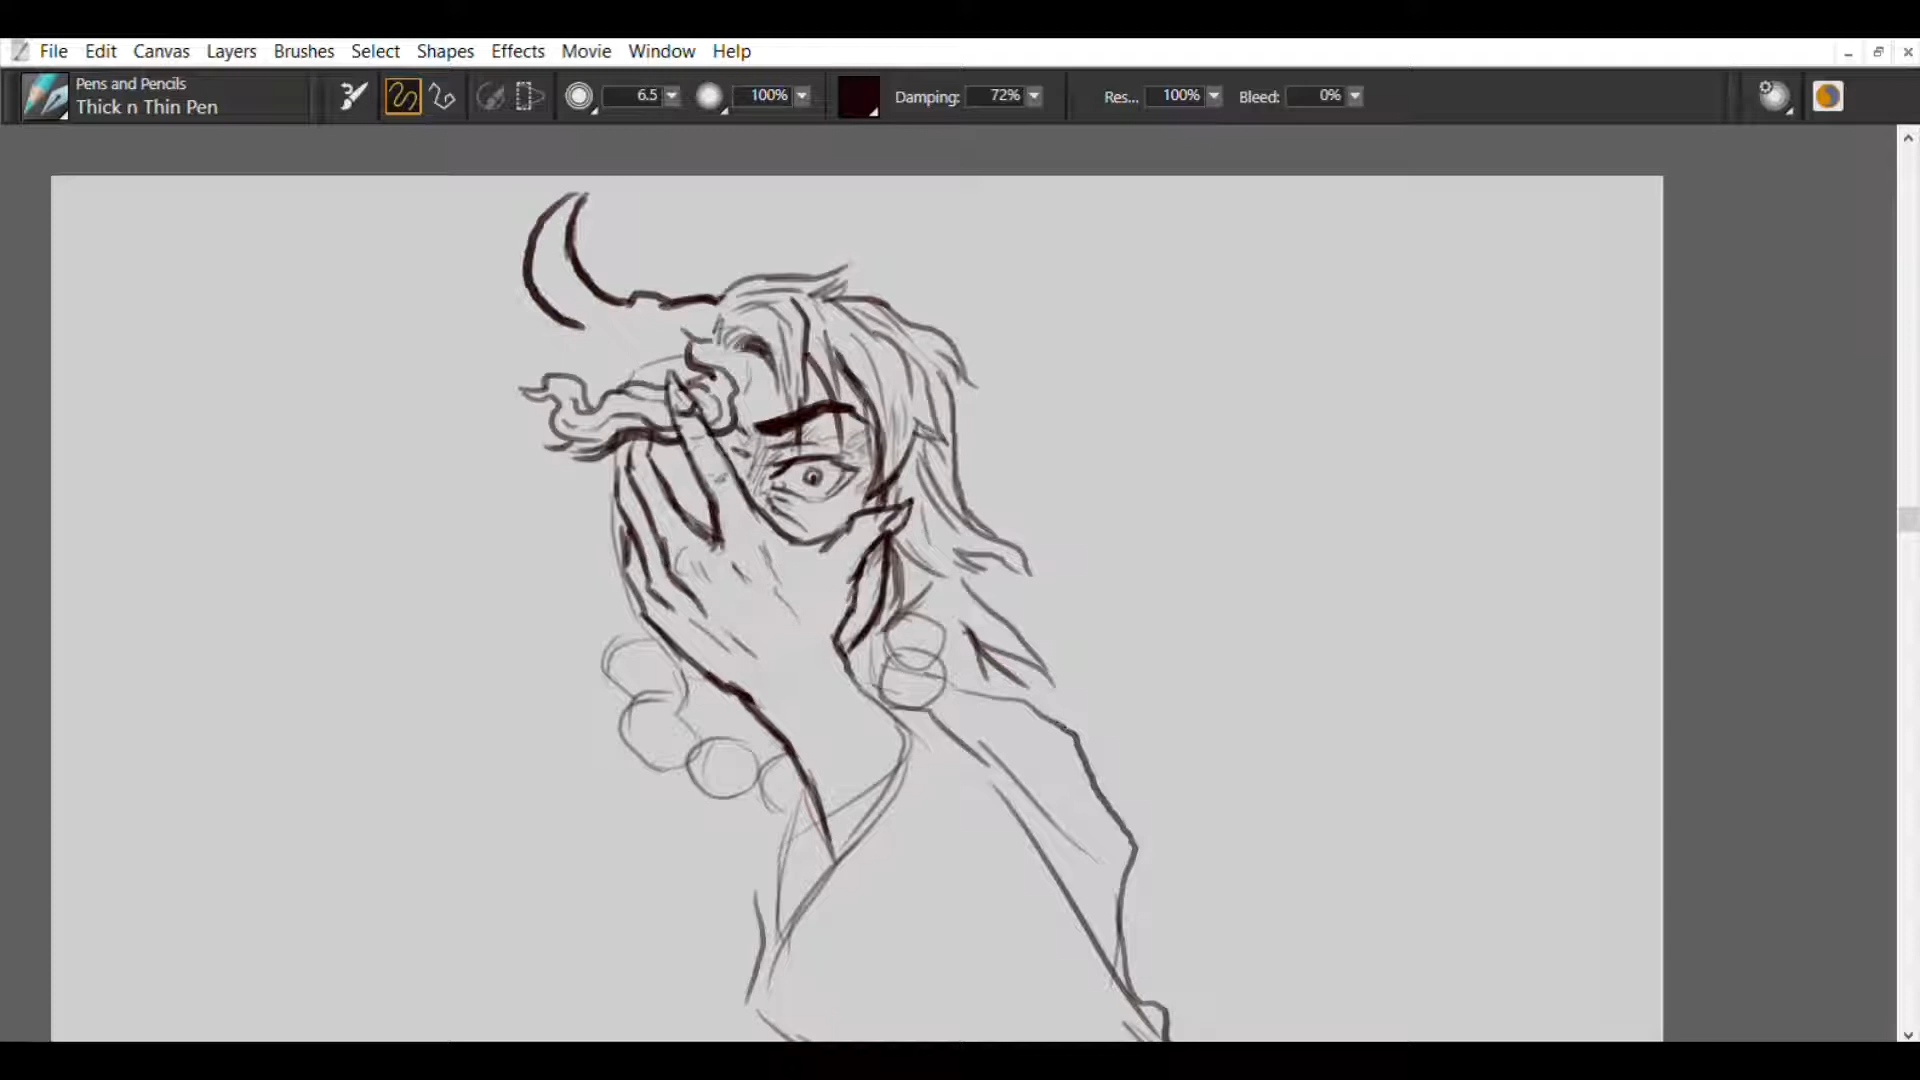 File Edit Canvas Layers Brushes Select Shapes Effects Movie Window Help
Pens and Pencils
Thick n Thin Pen
6.5 100% Damping: 72% Res... 100% Bleed: 0%